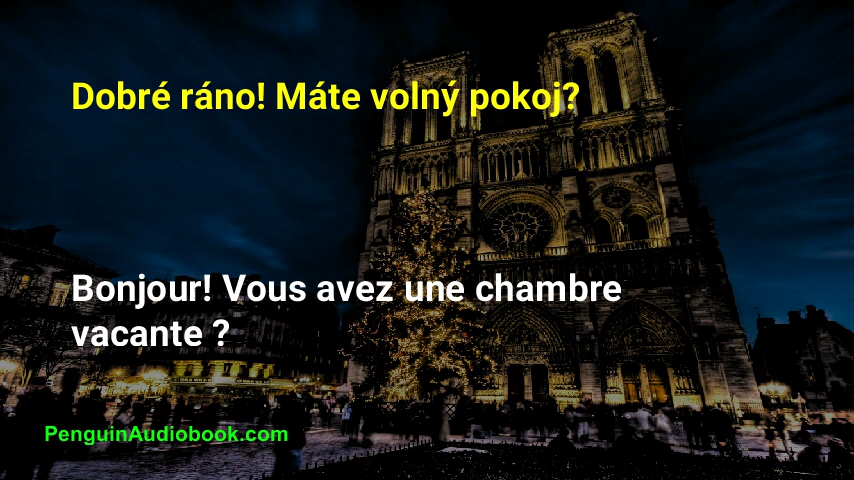 Dobré ráno! Máte volný pokoj?
Bonjour! Vous avez une chambre
vacante ?
PenguinAudiobook.com